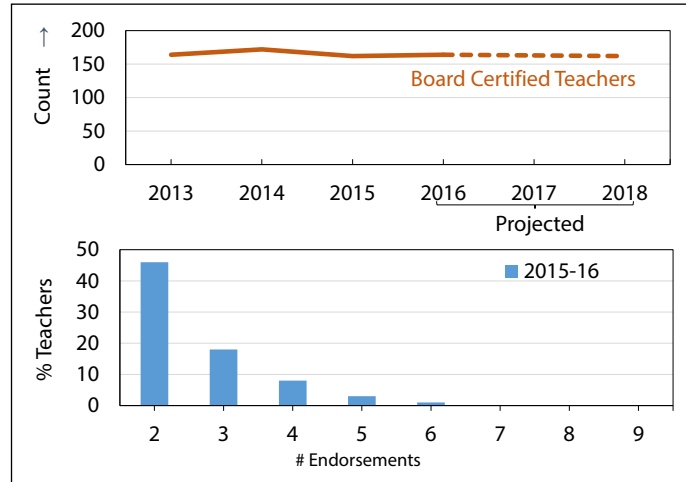 Count →
200
150
100
50
0
Board Certified Teachers
2013 2014 2015 2016 2017 2018
Projected
% Teachers
50
40
30
20
10
0
2015-16
2 3 4 5 6 7 8 9
# Endorsements